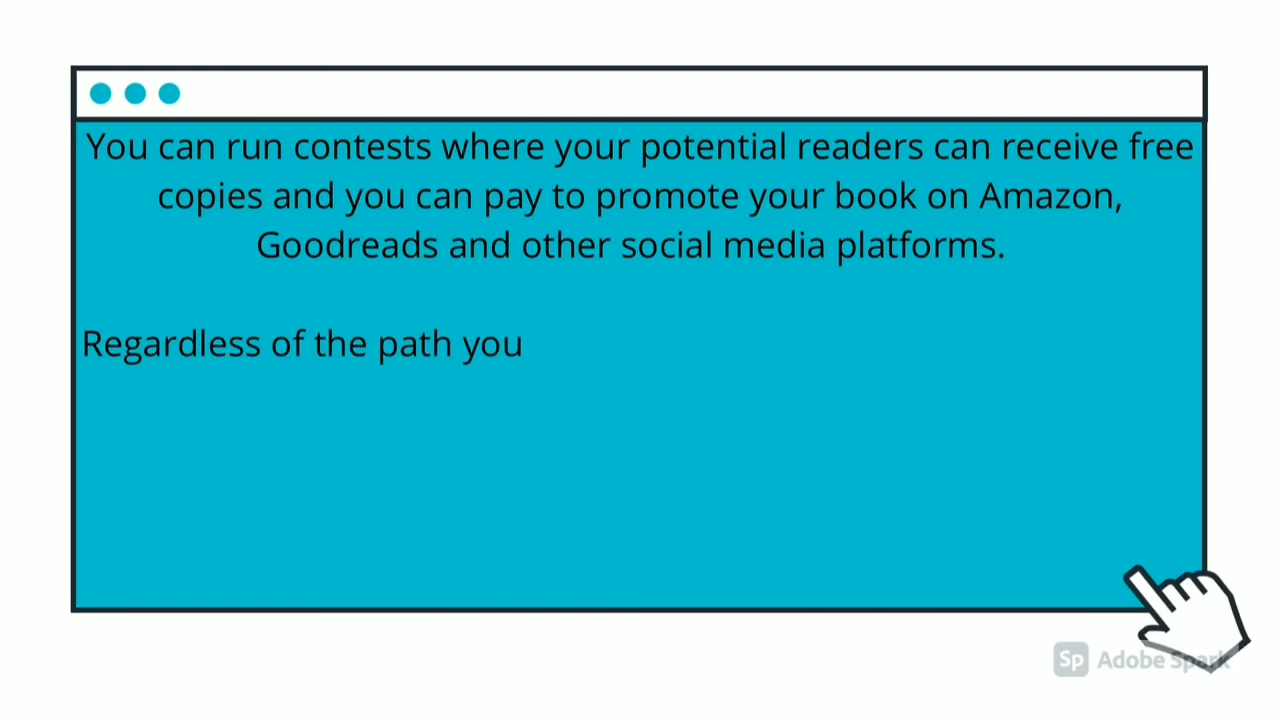 You can run contests where your potential readers can receive free
copies and you can pay to promote your book on Amazon,
Goodreads and other social media platforms.
Regardless of the path you
Sp Adobe Spark